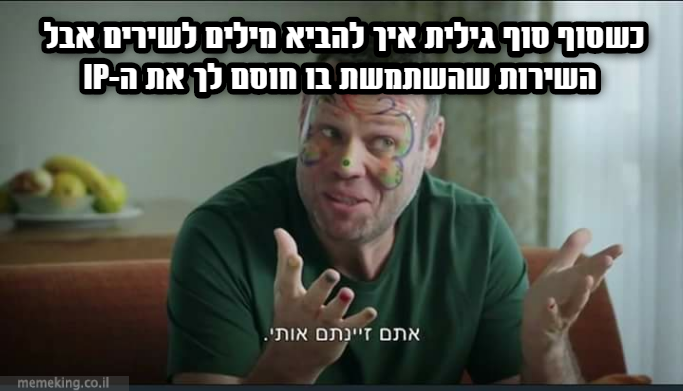 כשסוף סוף גילית איך להביא מילים לשירים אבל
השירות שהשתמשת בו חוסם לך את ה-IP
אתם זיינתם אותי.
memeking.co.il